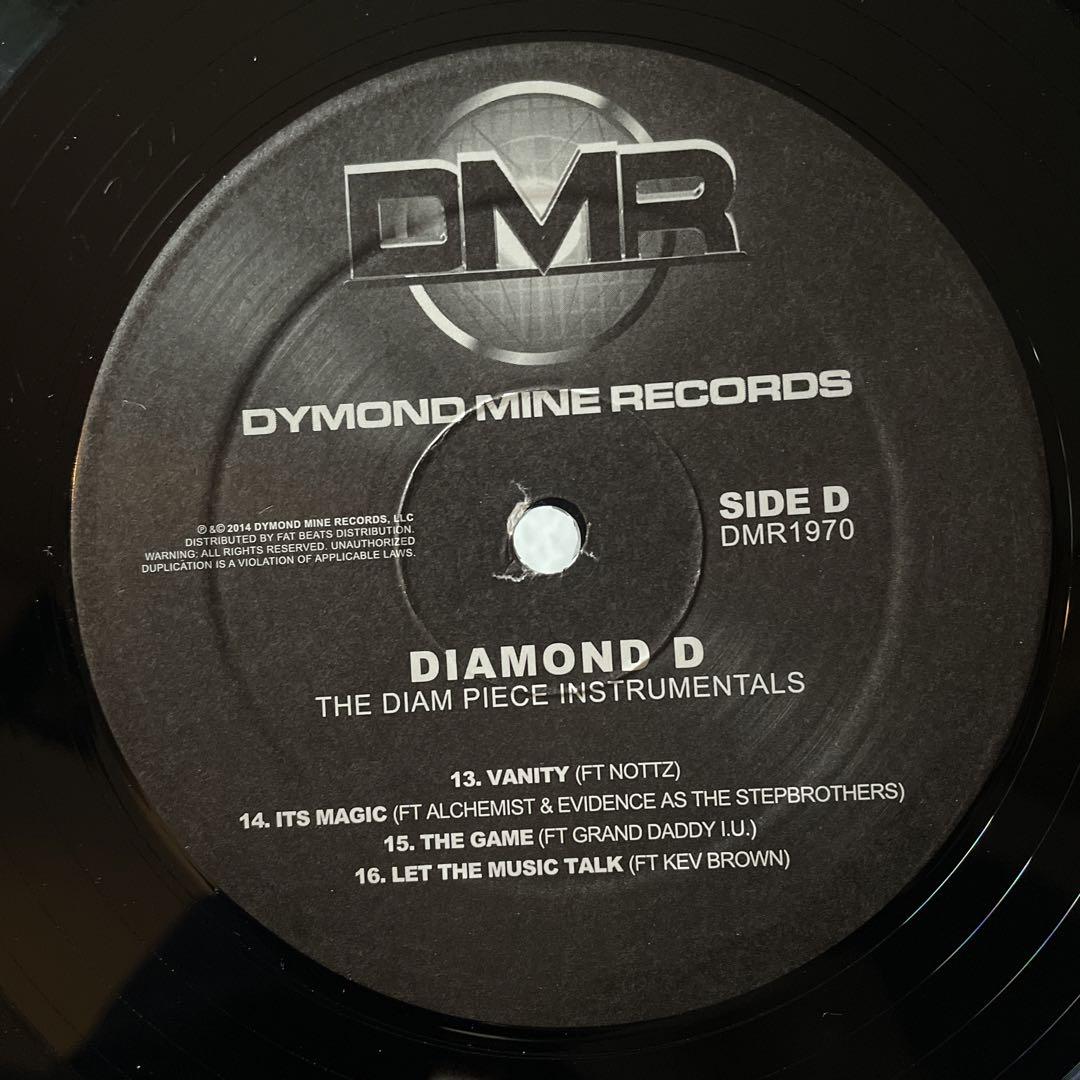 DMR
DYMOND MINE RECORDS
℗ &© 2014 DYMOND MINE RECORDS, LLC
DISTRIBUTED BY FAT BEATS DISTRIBUTION.
WARNING: ALL RIGHTS RESERVED. UNAUTHORIZED
DUPLICATION IS A VIOLATION OF APPLICABLE LAWS.
SIDE D
DMR1970
DIAMOND D
THE DIAM PIECE INSTRUMENTALS
13. VANITY (FT NOTTZ)
14. ITS MAGIC (FT ALCHEMIST & EVIDENCE AS THE STEPBROTHERS)
15. THE GAME (FT GRAND DADDY I.U.)
16. LET THE MUSIC TALK (FT KEV BROWN)